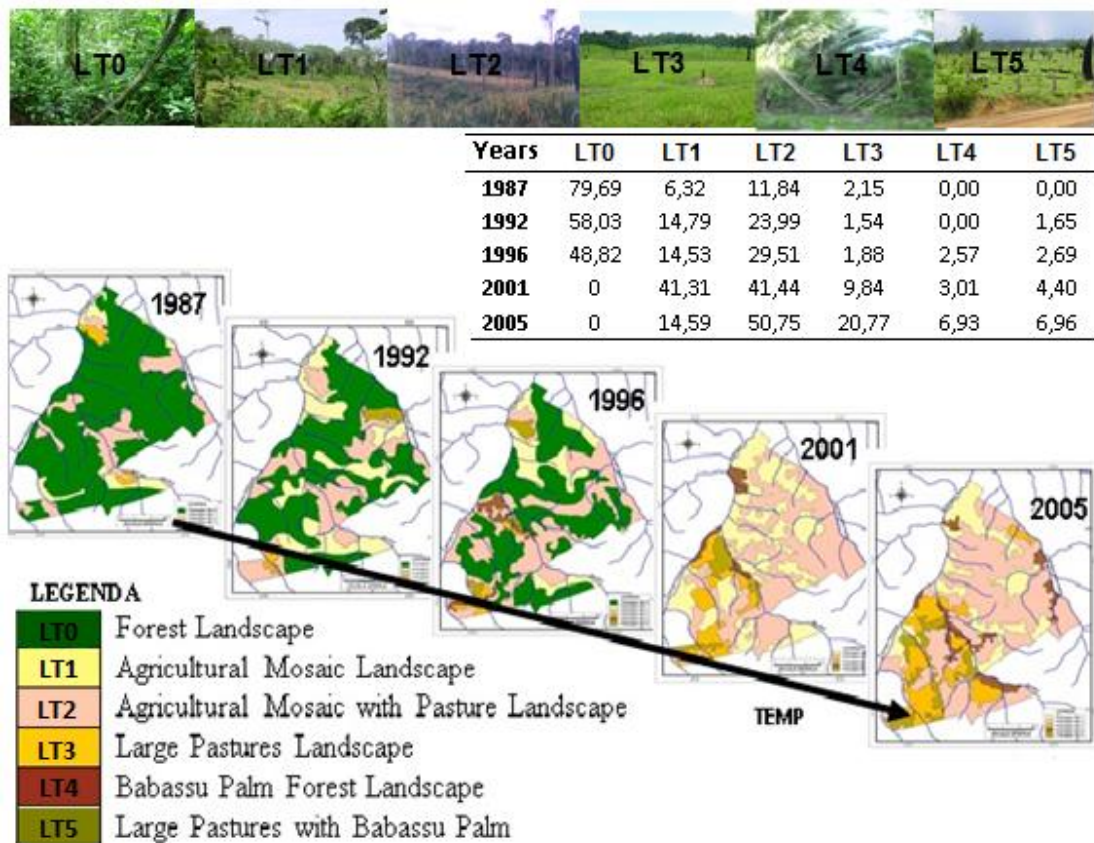 LT0 LT1 LT2 LT3 LT4 LT5
Years LT0 LT1 LT2 LT3 LT4 LT5
1987 79,69 6,32 11,84 2,15 0,00 0,00
1992 58,03 14,79 23,99 1,54 0,00 1,65
1996 48,82 14,53 29,51 1,88 2,57 2,69
2001 0 41,31 41,44 9,84 3,01 4,40
2005 0 14,59 50,75 20,77 6,93 6,96
1987
1992
1996
2001
2005
TEMP
LEGENDA
LT0 Forest Landscape
LT1 Agricultural Mosaic Landscape
LT2 Agricultural Mosaic with Pasture Landscape
LT3 Large Pastures Landscape
LT4 Babassu Palm Forest Landscape
LT5 Large Pastures with Babassu Palm